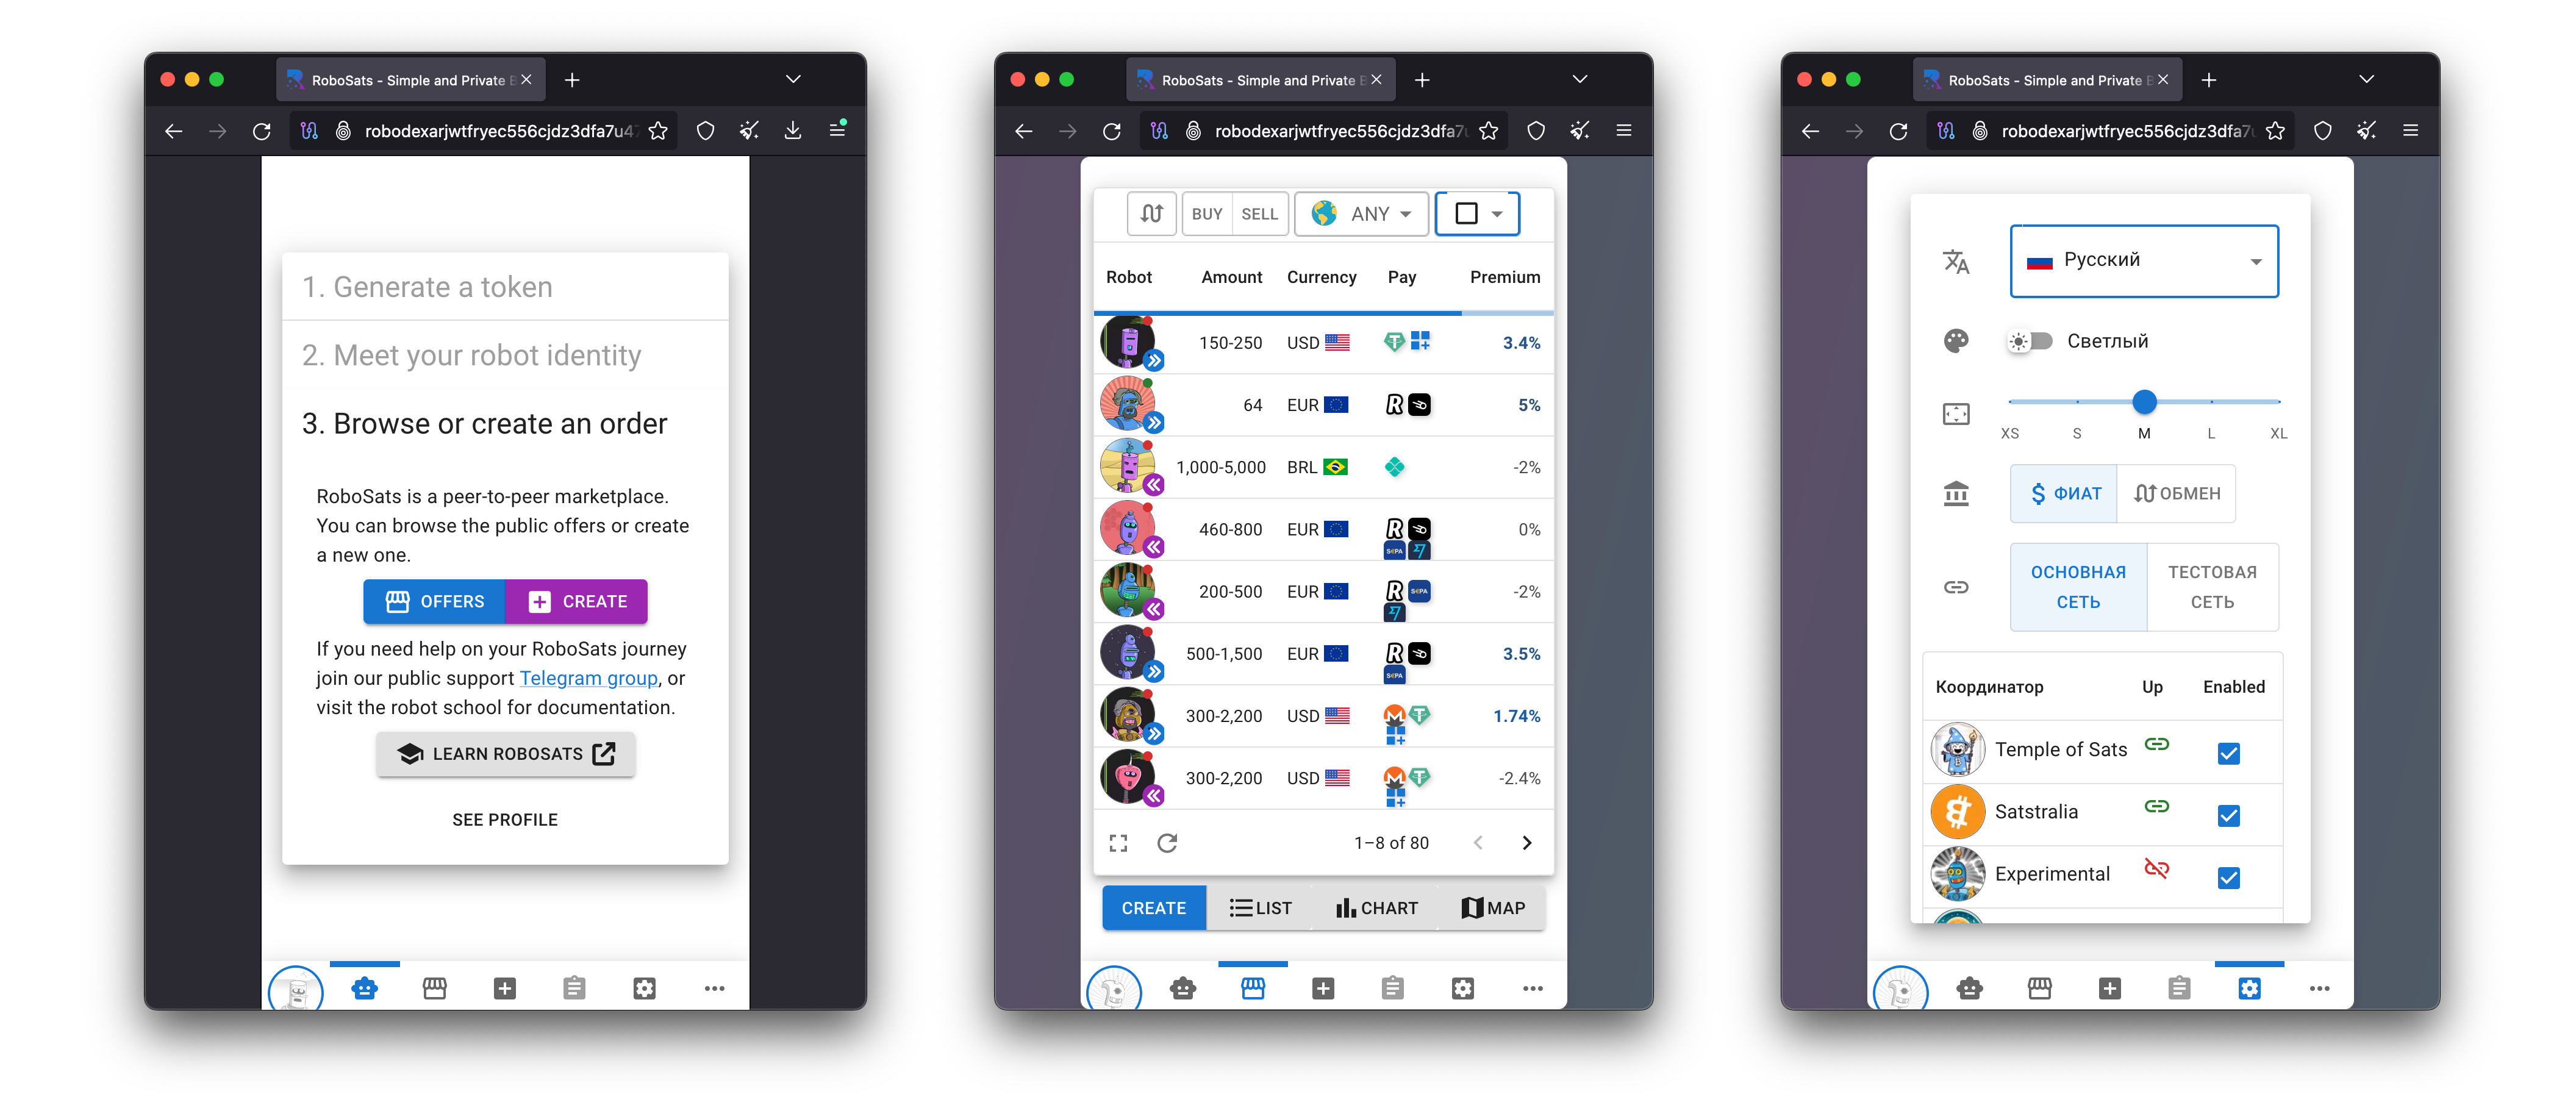 RoboSats - Simple and Private B
robodexarjwtfryec556cjdz3dfa7u47
1. Generate a token
2. Meet your robot identity
3. Browse or create an order
RoboSats is a peer-to-peer marketplace.
You can browse the public offers or create
a new one.
OFFERS CREATE
If you need help on your RoboSats journey
join our public support Telegram group, or
visit the robot school for documentation.
LEARN ROBOSATS
SEE PROFILE
RoboSats - Simple and Private B
robodexarjwtfryec556cjdz3dfa7u
BUY SELL ANY
Robot Amount Currency Pay Premium
150-250 USD 3.4%
64 EUR R 5%
1,000-5,000 BRL -2%
460-800 EUR R 0%
SEPA
200-500 EUR R SEPA -2%
500-1,500 EUR R 3.5%
SEPA
300-2,200 USD 1.74%
300-2,200 USD -2.4%
1–8 of 80
CREATE LIST CHART MAP
RoboSats - Simple and Private B
robodexarjwtfryec556cjdz3dfa7u
Русский
Светлый
XS S M L XL
$ ФИАТ ОБМЕН
ОСНОВНАЯ СЕТЬ
ТЕСТОВАЯ СЕТЬ
Координатор Up Enabled
Temple of Sats
Satstralia
Experimental